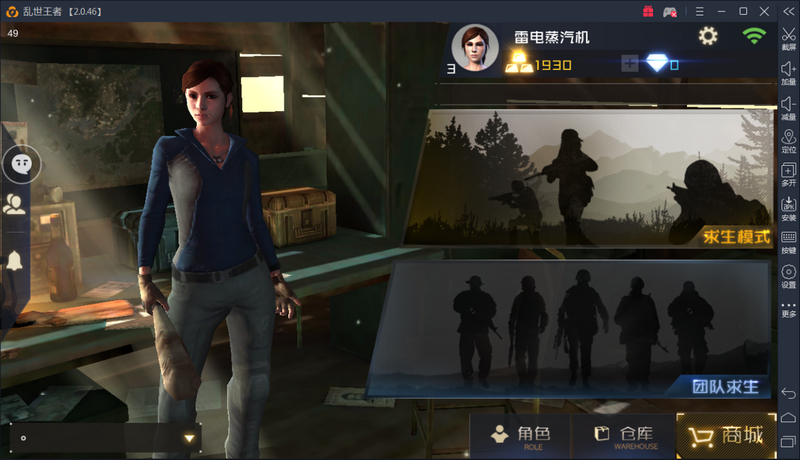 乱世王者 【2.0.46】
49
雷电蒸汽机
3
1930
0
求生模式
团队求生
角色
ROLE
仓库
WAREHOUSE
商城
截屏
加量
减量
定位
多开
APK
安装
按键
设置
更多